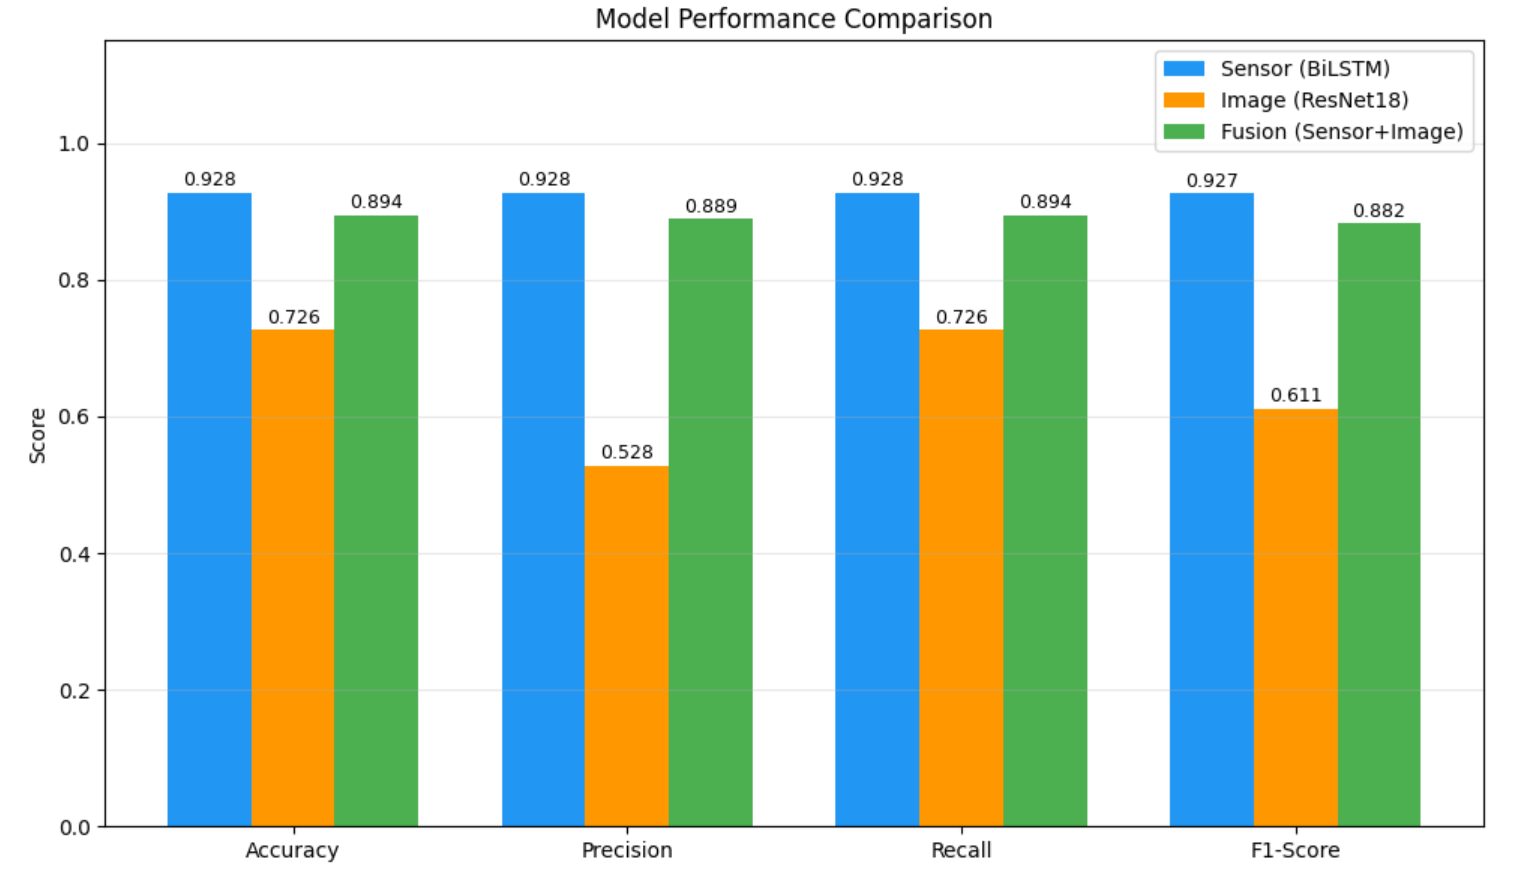 Model Performance Comparison
Sensor (BiLSTM)
Image (ResNet18)
Fusion (Sensor+Image)
Score
1.0
0.8
0.6
0.4
0.2
0.0
0.928
0.726
0.894
0.928
0.528
0.889
0.928
0.726
0.894
0.927
0.611
0.882
Accuracy
Precision
Recall
F1-Score